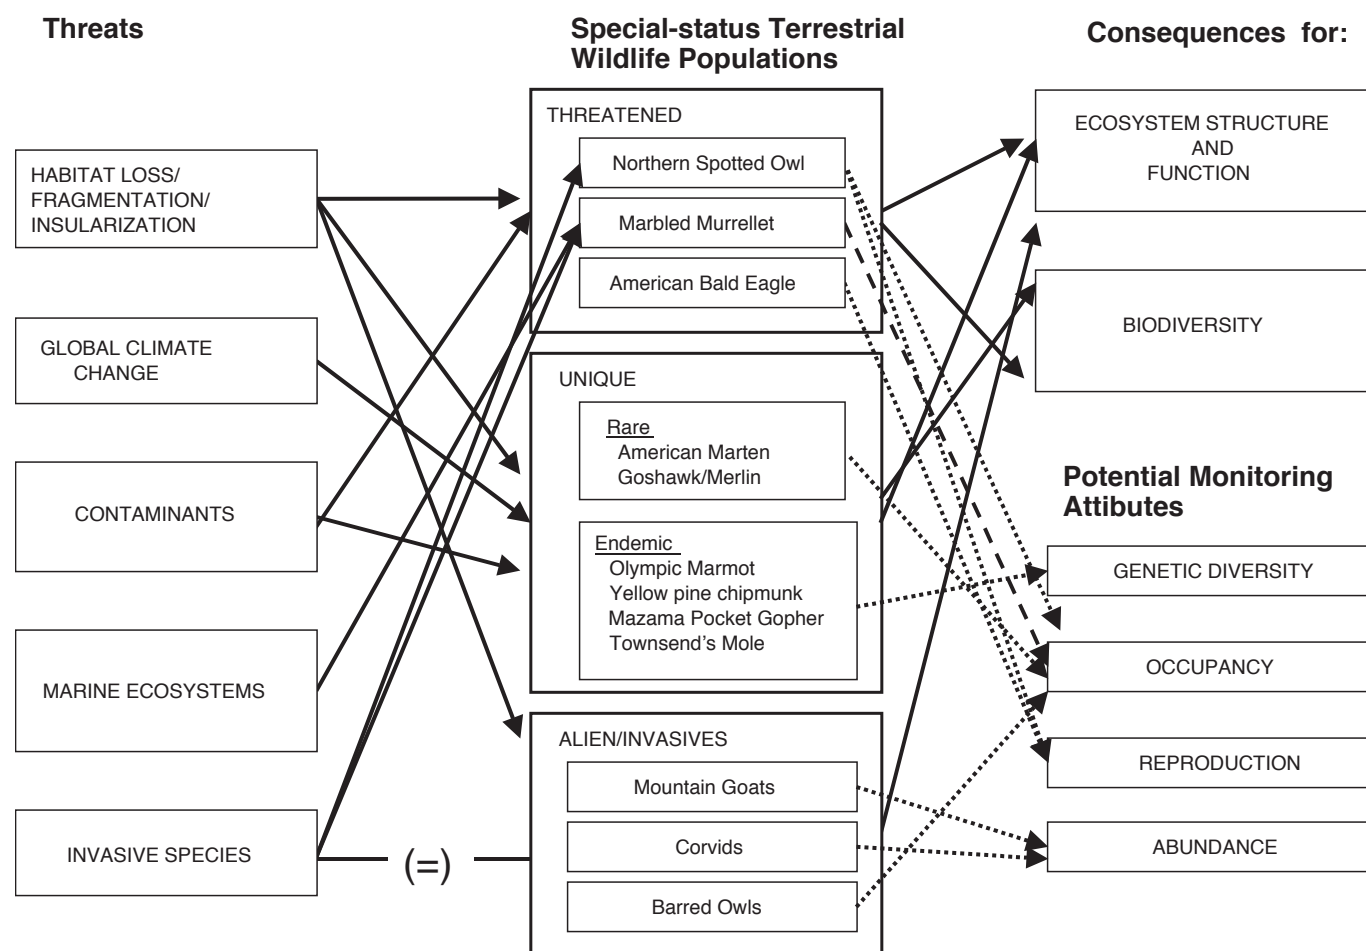 Threats
HABITAT LOSS/
FRAGMENTATION/
INSULARIZATION
GLOBAL CLIMATE
CHANGE
CONTAMINANTS
MARINE ECOSYSTEMS
INVASIVE SPECIES
(=)
Special-status Terrestrial
Wildlife Populations
THREATENED
Northern Spotted Owl
Marbled Murrellet
American Bald Eagle
UNIQUE
Rare
American Marten
Goshawk/Merlin
Endemic
Olympic Marmot
Yellow pine chipmunk
Mazama Pocket Gopher
Townsend's Mole
ALIEN/INVASIVES
Mountain Goats
Corvids
Barred Owls
Consequences for:
ECOSYSTEM STRUCTURE
AND
FUNCTION
BIODIVERSITY
Potential Monitoring
Attibutes
GENETIC DIVERSITY
OCCUPANCY
REPRODUCTION
ABUNDANCE